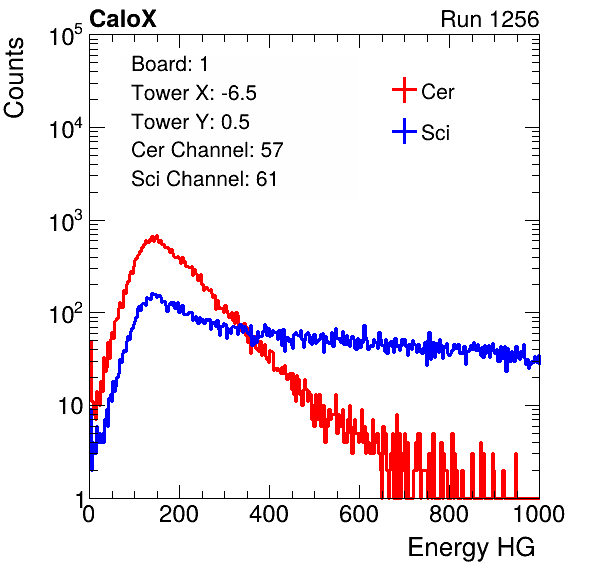 CaloX Run 1256
Counts
10^5
10^4
10^3
10^2
10
1
Board: 1
Tower X: -6.5
Tower Y: 0.5
Cer Channel: 57
Sci Channel: 61
Cer
Sci
0 200 400 600 800 1000
Energy HG